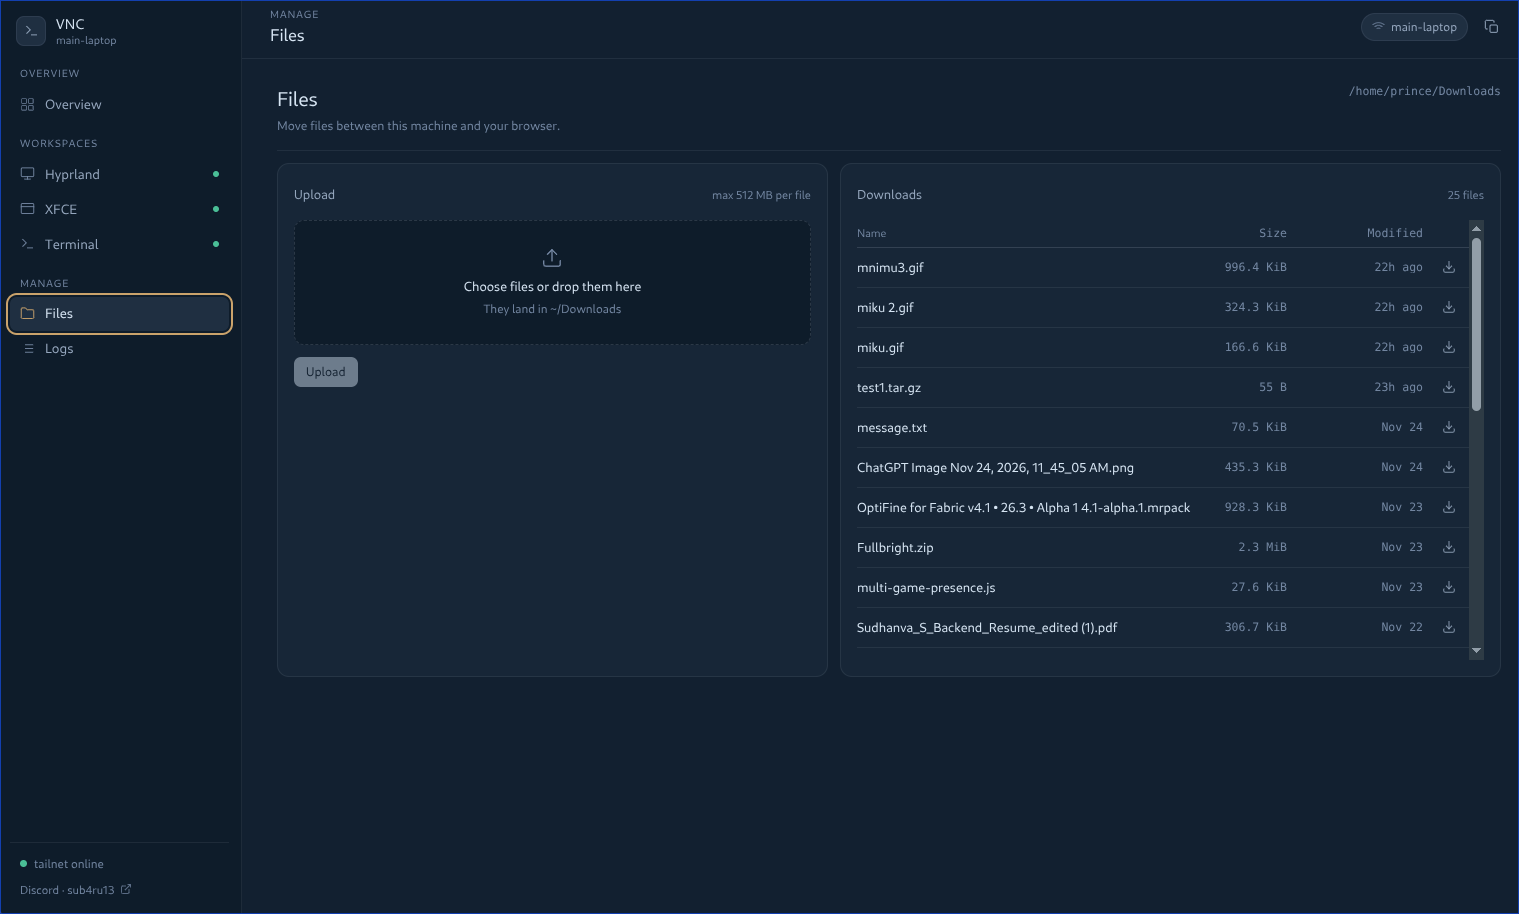 VNC
main-laptop
OVERVIEW
Overview
WORKSPACES
Hyprland
XFCE
Terminal
MANAGE
Files
Logs
tailnet online
Discord · sub4ru13
MANAGE
Files
main-laptop
Files
/home/prince/Downloads
Move files between this machine and your browser.
Upload
max 512 MB per file
Choose files or drop them here
They land in ~/Downloads
Upload
Downloads
25 files
Name Size Modified
mnimu3.gif 996.4 KiB 22h ago
miku 2.gif 324.3 KiB 22h ago
miku.gif 166.6 KiB 22h ago
test1.tar.gz 55 B 23h ago
message.txt 70.5 KiB Nov 24
ChatGPT Image Nov 24, 2026, 11_45_05 AM.png 435.3 KiB Nov 24
OptiFine for Fabric v4.1 • 26.3 • Alpha 1 4.1-alpha.1.mrpack 928.3 KiB Nov 23
Fullbright.zip 2.3 MiB Nov 23
multi-game-presence.js 27.6 KiB Nov 23
Sudhanva_S_Backend_Resume_edited (1).pdf 306.7 KiB Nov 22